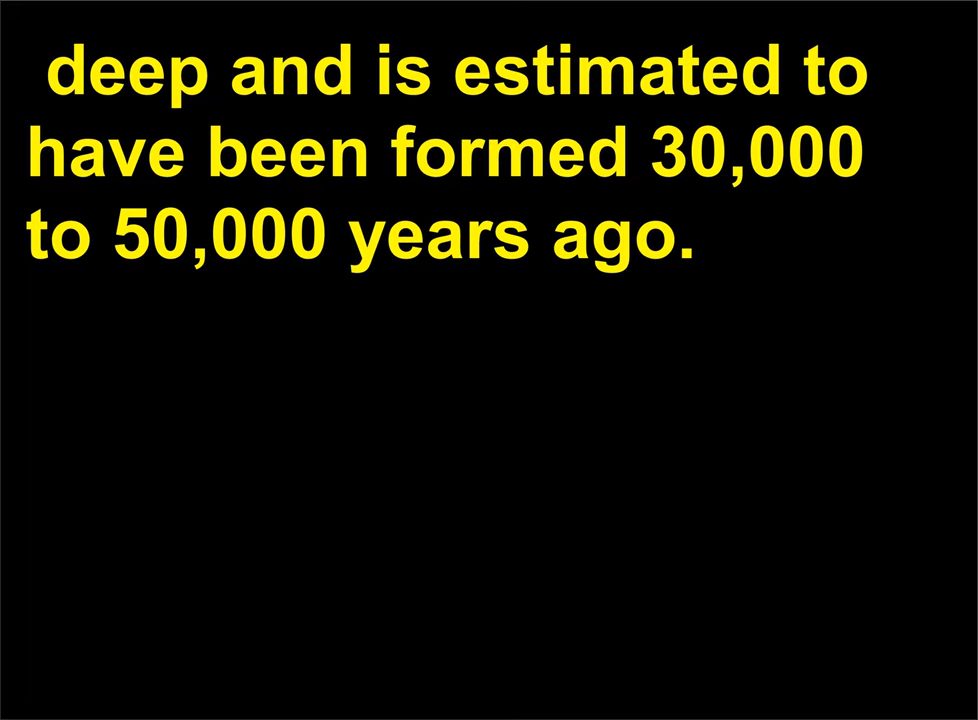 deep and is estimated to
have been formed 30,000
to 50,000 years ago.